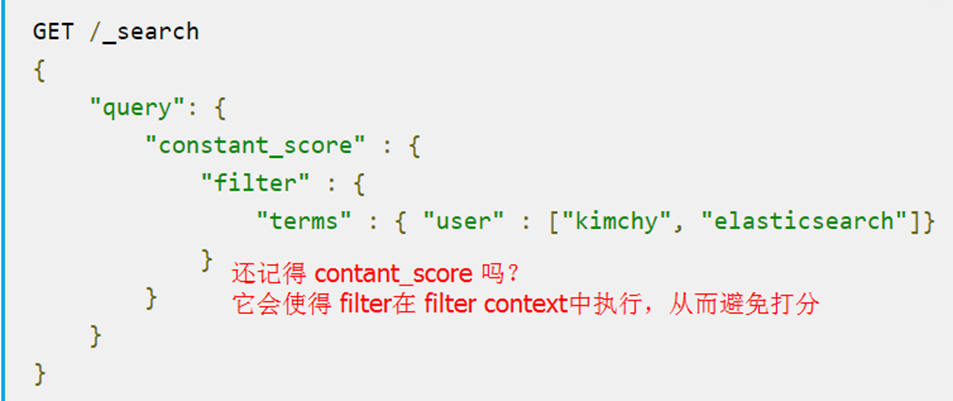 GET /_search
{
"query": {
"constant_score" : {
"filter" : {
"terms" : { "user" : ["kimchy", "elasticsearch"]}
}
还记得 contant_score 吗？
}
它会使得 filter在 filter context中执行，从而避免打分
}
}